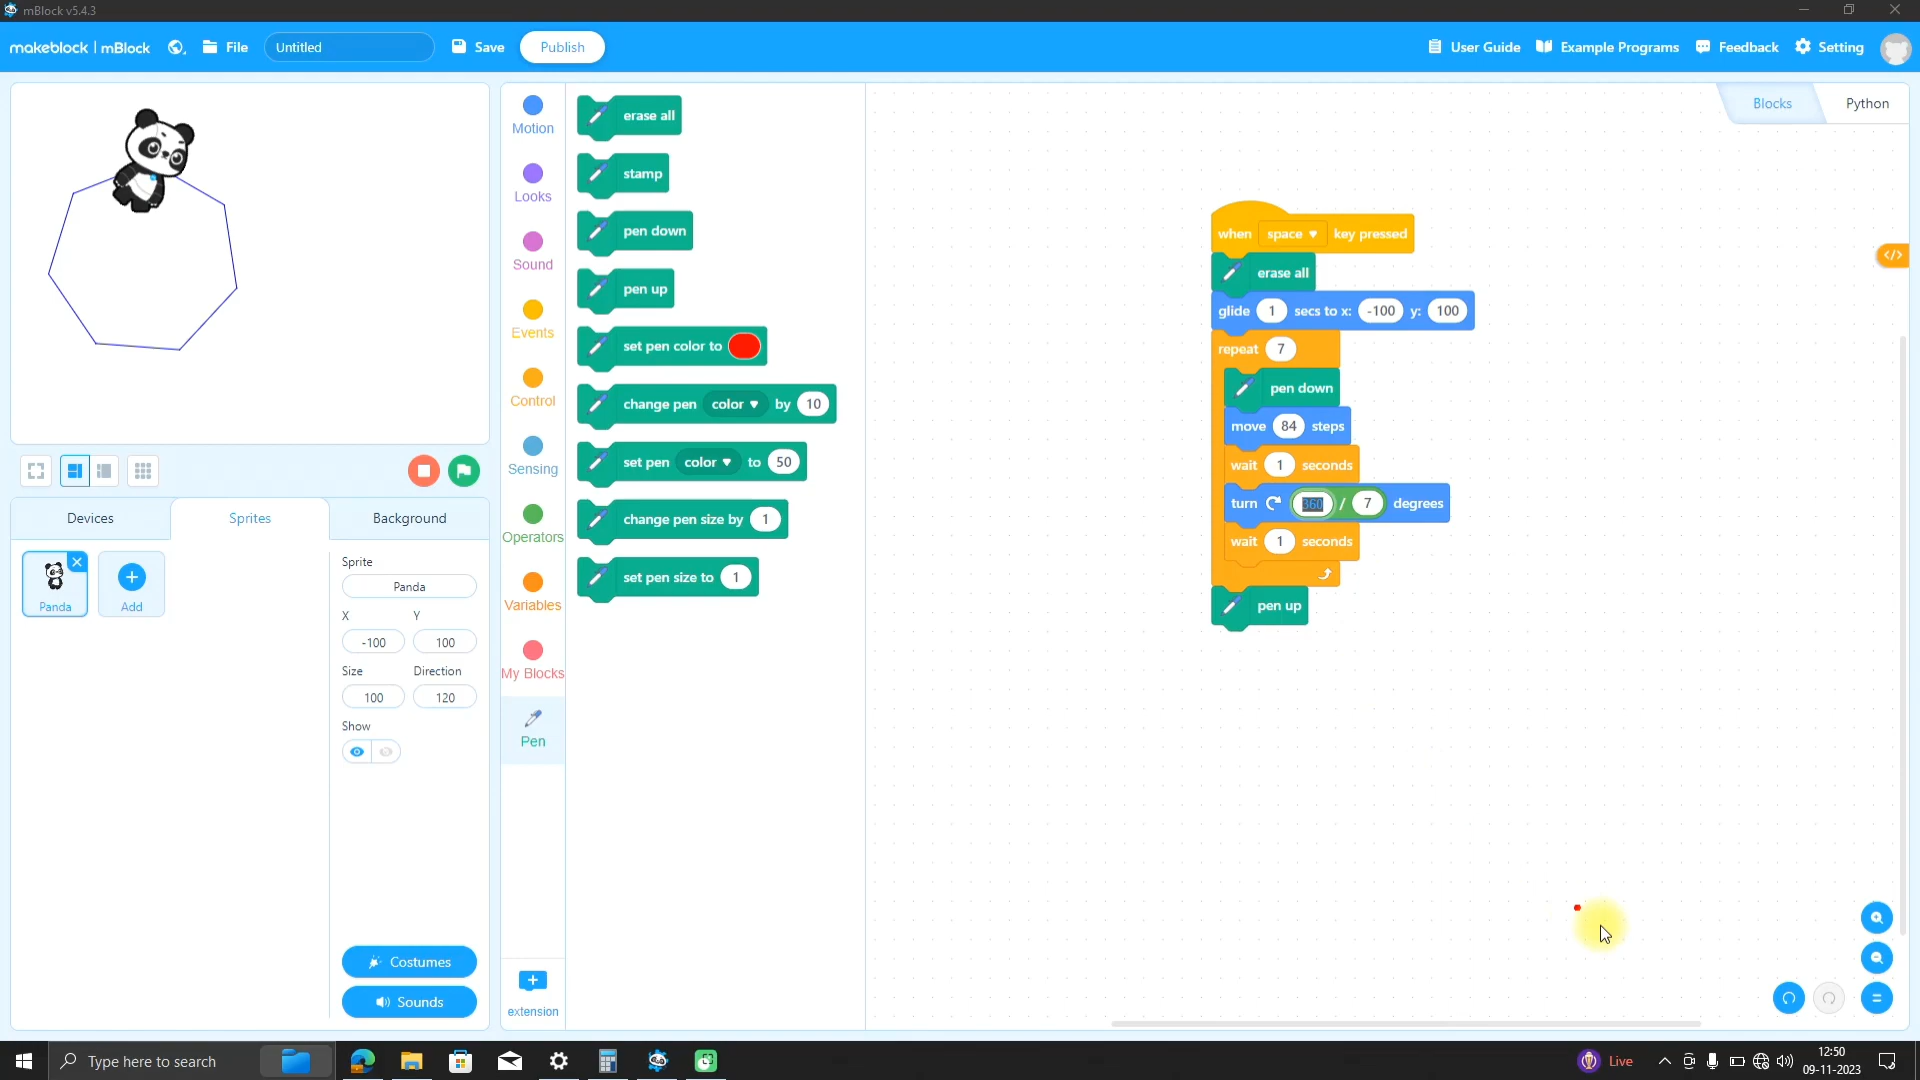 mBlock v5.4.3
makeblock | mBlock
File
Untitled
Save
Publish
User Guide
Example Programs
Feedback
Setting
Motion
Looks
Sound
Events
Control
Sensing
Operators
Variables
My Blocks
Pen
extension
erase all
stamp
pen down
pen up
set pen color to
change pen color ▼ by 10
set pen color ▼ to 50
change pen size by 1
set pen size to 1
Blocks
Python
</>
when space ▼ key pressed
erase all
glide 1 secs to x: -100 y: 100
repeat 7
pen down
move 84 steps
wait 1 seconds
turn 360 / 7 degrees
wait 1 seconds
pen up
Devices
Sprites
Background
Panda
Add
Sprite
Panda
X Y
-100 100
Size Direction
100 120
Show
Costumes
Sounds
Type here to search
Live
12:50
09-11-2023